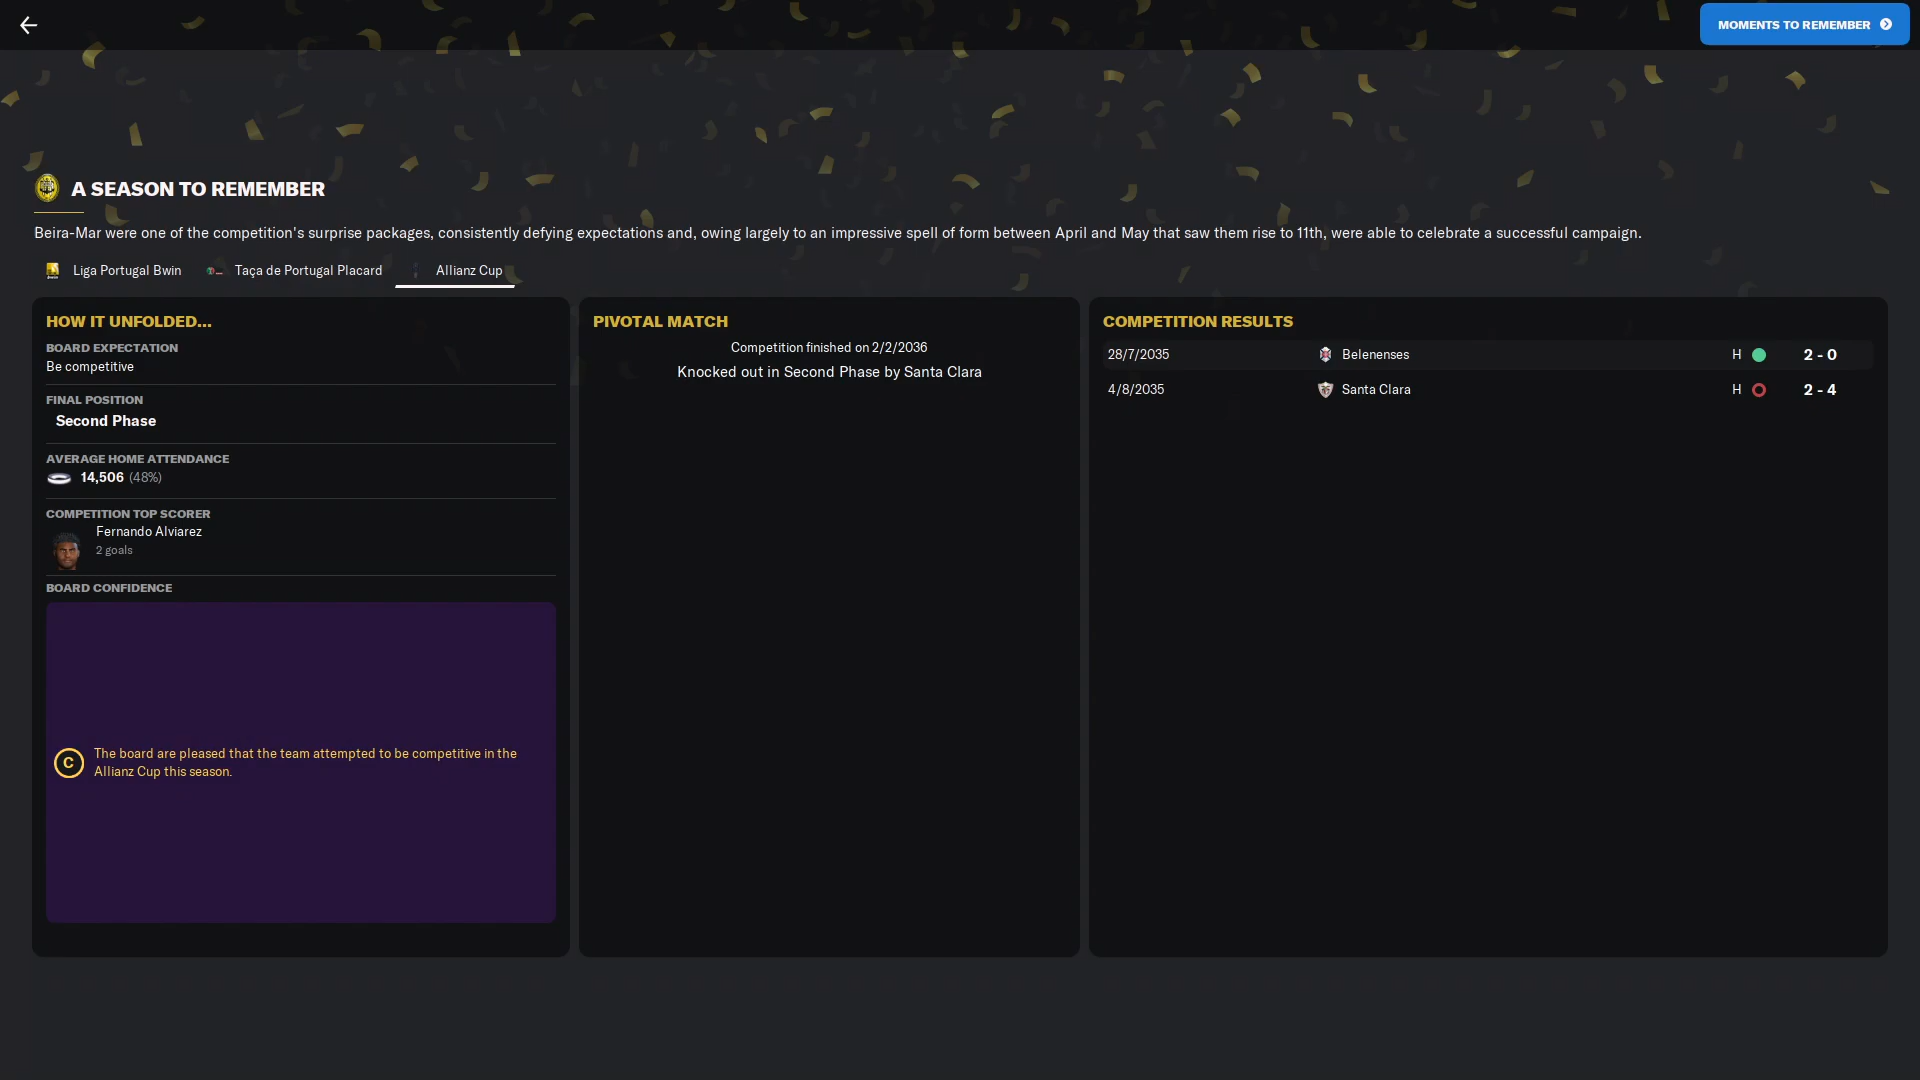 MOMENTS TO REMEMBER
A SEASON TO REMEMBER
Beira-Mar were one of the competition's surprise packages, consistently defying expectations and, owing largely to an impressive spell of form between April and May that saw them rise to 11th, were able to celebrate a successful campaign.
Liga Portugal Bwin
Taça de Portugal Placard
Allianz Cup
HOW IT UNFOLDED...
BOARD EXPECTATION
Be competitive
FINAL POSITION
Second Phase
AVERAGE HOME ATTENDANCE
14,506 (48%)
COMPETITION TOP SCORER
Fernando Alviarez
2 goals
BOARD CONFIDENCE
C
The board are pleased that the team attempted to be competitive in the
Allianz Cup this season.
PIVOTAL MATCH
Competition finished on 2/2/2036
Knocked out in Second Phase by Santa Clara
COMPETITION RESULTS
28/7/2035 Belenenses H 2 - 0
4/8/2035 Santa Clara H 2 - 4